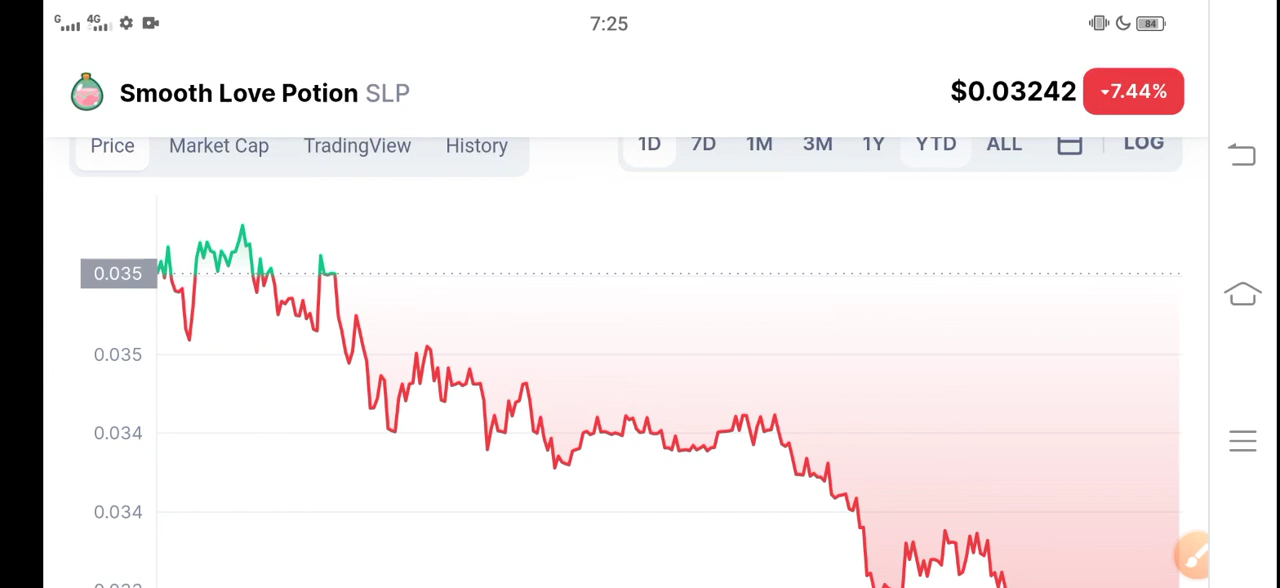 G 4G 7:25 84
Smooth Love Potion SLP $0.03242 7.44%
Price Market Cap TradingView History 1D 7D 1M 3M 1Y YTD ALL LOG
0.035
0.035
0.034
0.034